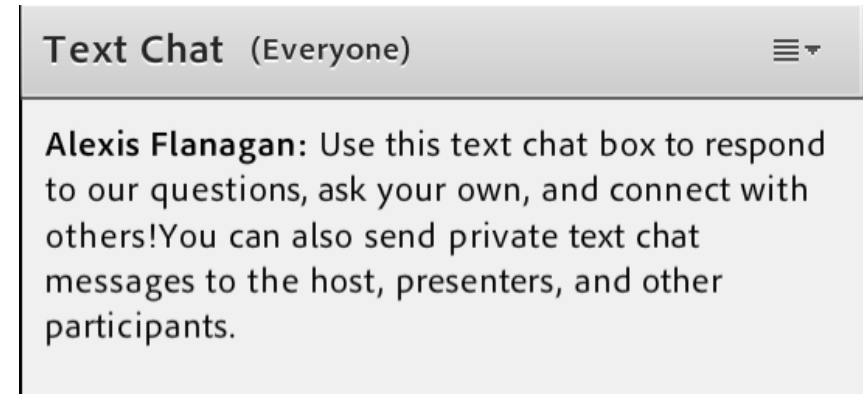 Text Chat (Everyone)
Alexis Flanagan: Use this text chat box to respond
to our questions, ask your own, and connect with
others!You can also send private text chat
messages to the host, presenters, and other
participants.